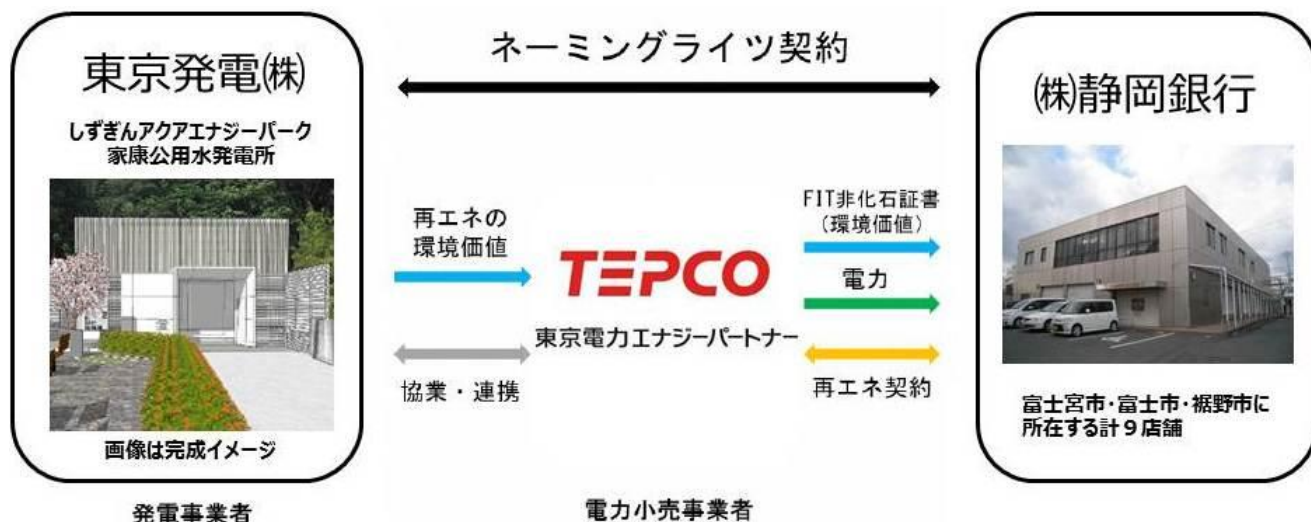 東京発電㈱
しずぎんアクアエナジーパーク
家康公用水発電所
画像は完成イメージ
発電事業者
ネーミングライツ契約
再エネの
環境価値
協業・連携
TEPCO
東京電力エナジーパートナー
電力小売事業者
FIT非化石証書
(環境価値)
電力
再エネ契約
㈱静岡銀行
富士宮市・富士市・裾野市に
所在する計9店舗